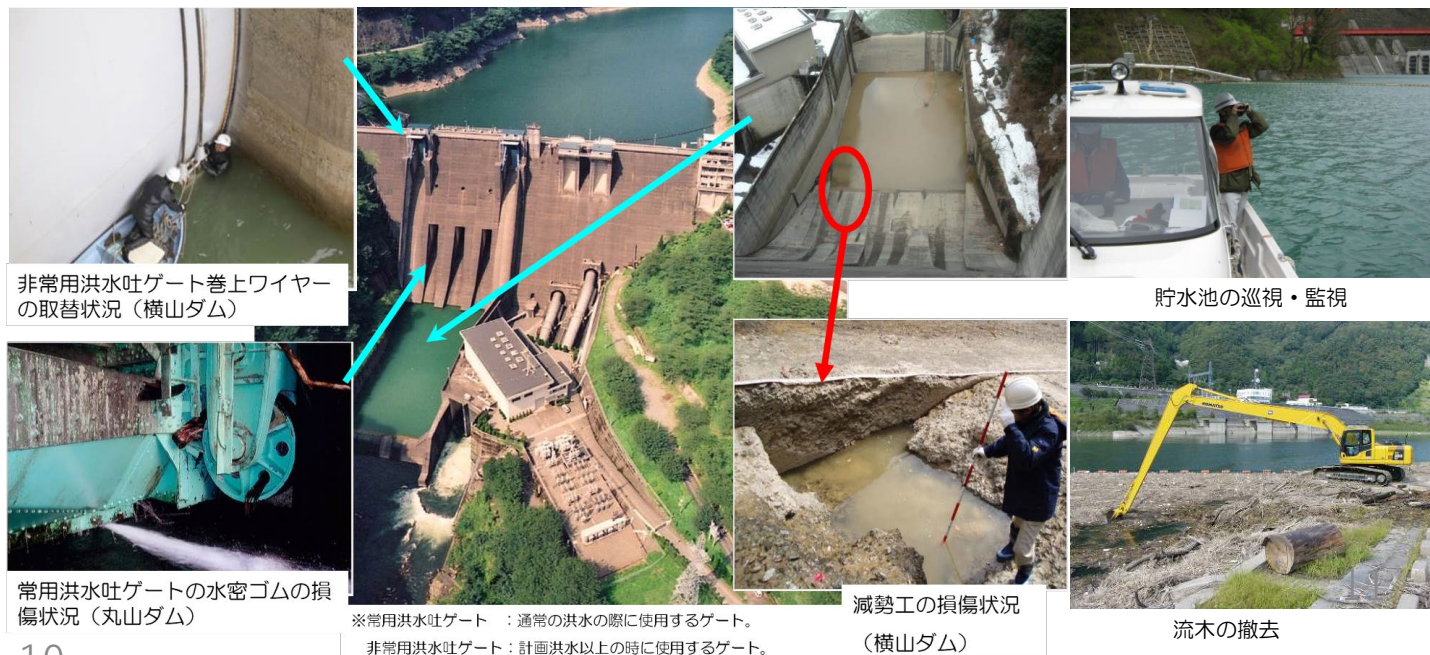 非常用洪水吐ゲート巻上ワイヤー
の取替状況（横山ダム）
常用洪水吐ゲートの水密ゴムの損
傷状況（丸山ダム）
※常用洪水吐ゲート　：通常の洪水の際に使用するゲート。
非常用洪水吐ゲート：計画洪水以上の時に使用するゲート。
減勢工の損傷状況
（横山ダム）
貯水池の巡視・監視
KOMATSU
流木の撤去